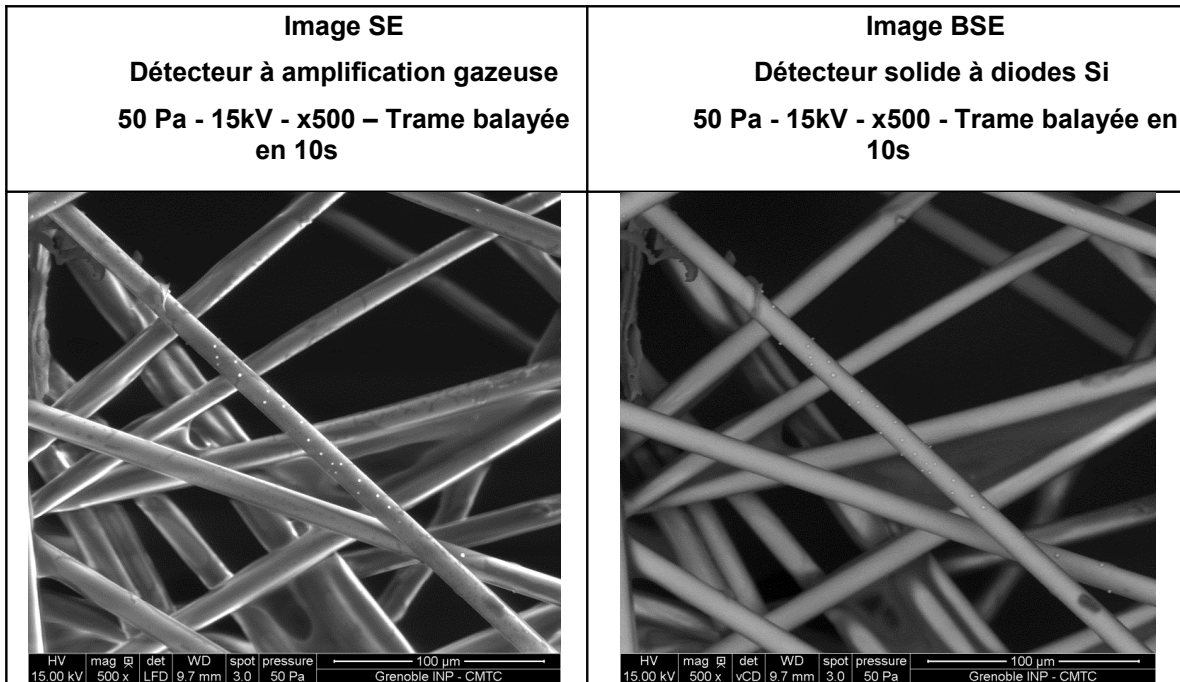 Image SE
Détecteur à amplification gazeuse
50 Pa - 15kV - x500 – Trame balayée
en 10s
Image BSE
Détecteur solide à diodes Si
50 Pa - 15kV - x500 - Trame balayée en
10s
HV mag det WD spot pressure 100 µm
15.00 kV 500 x LFD 9.7 mm 3.0 50 Pa Grenoble INP - CMTC
HV mag det WD spot pressure 100 µm
15.00 kV 500 x vCD 9.7 mm 3.0 50 Pa Grenoble INP - CMTC